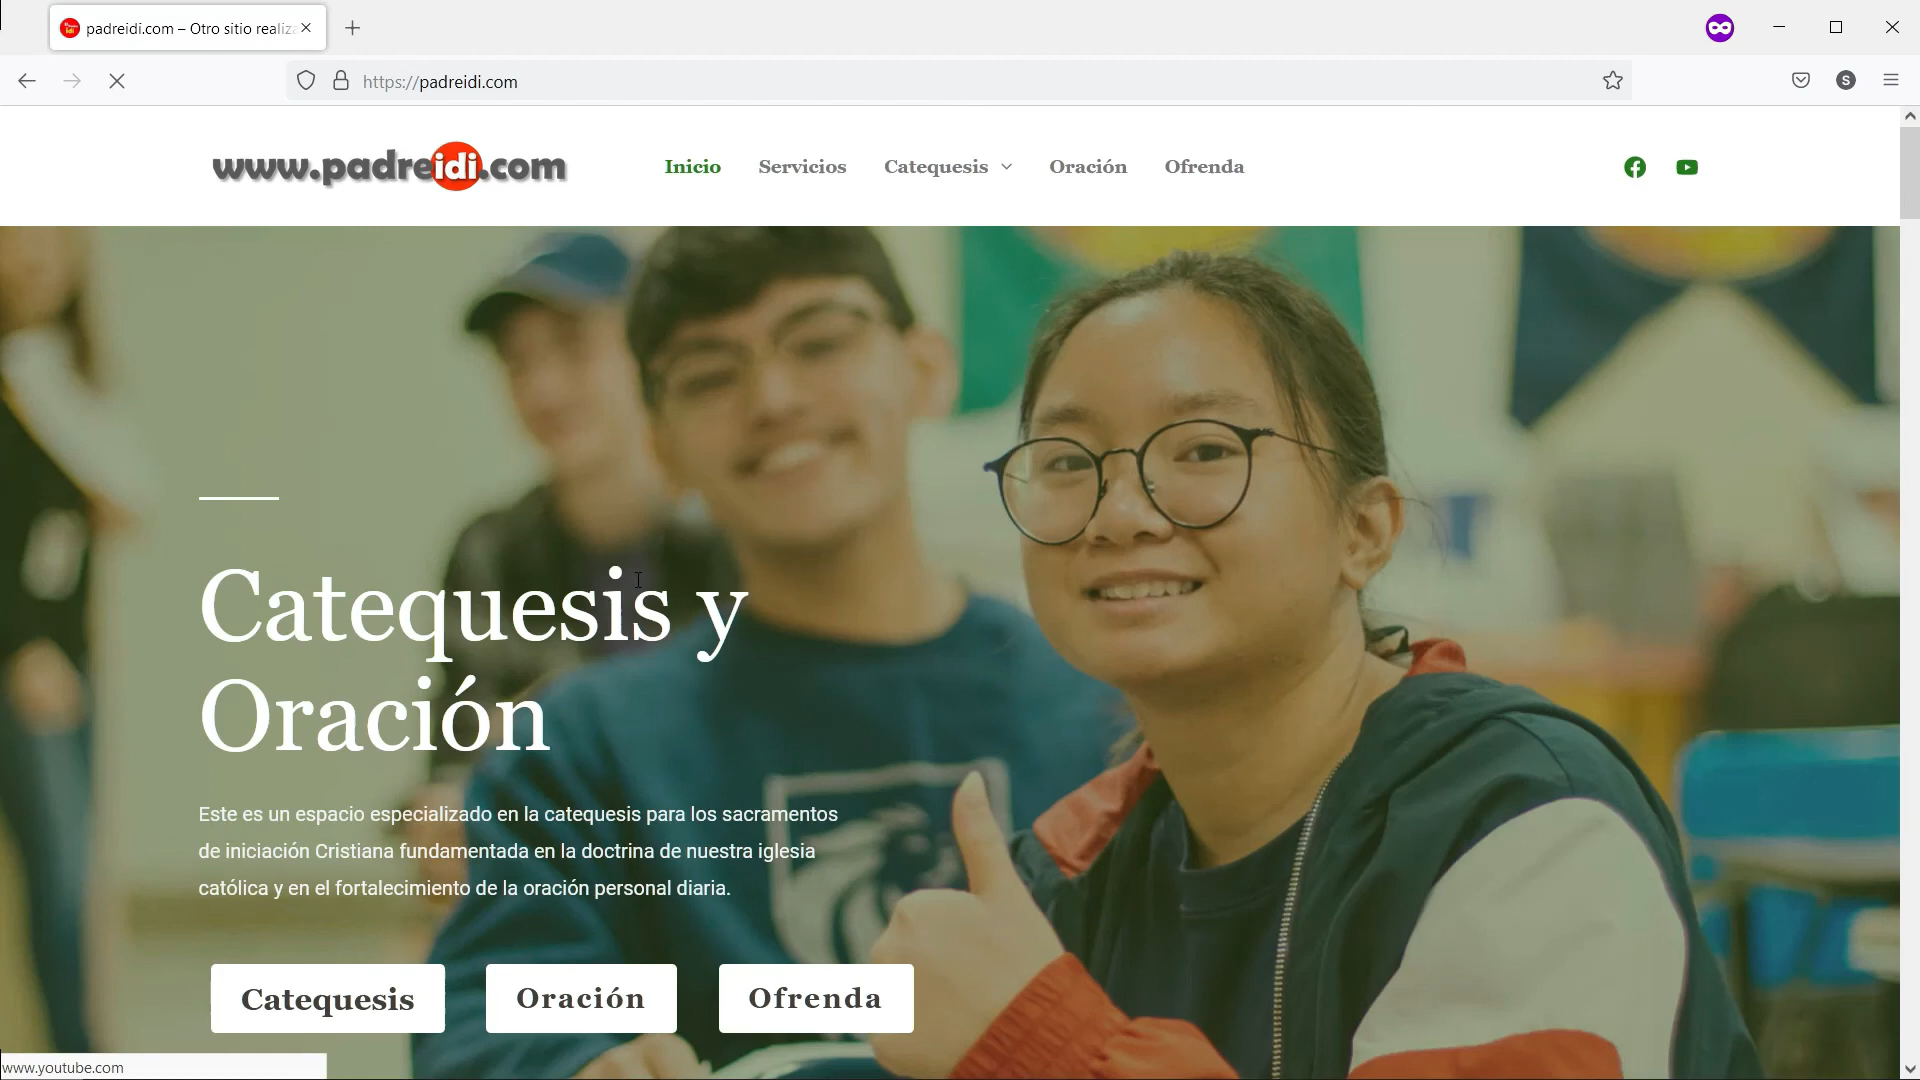 padreidi.com – Otro sitio realiza
https://padreidi.com
S
www.padreidi.com
Inicio
Servicios
Catequesis
Oración
Ofrenda
Catequesis y
Oración
Este es un espacio especializado en la catequesis para los sacramentos
de iniciación Cristiana fundamentada en la doctrina de nuestra iglesia
católica y en el fortalecimiento de la oración personal diaria.
Catequesis
Oración
Ofrenda
www.youtube.com